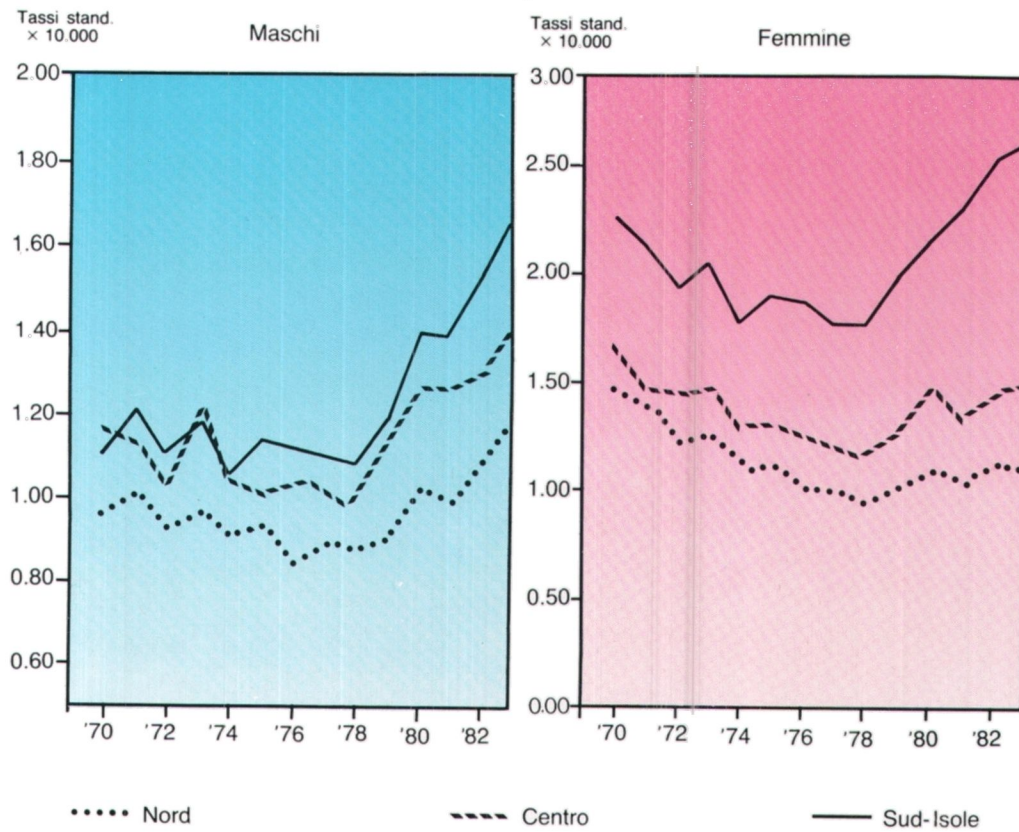 Tassi stand.
× 10.000
Maschi
2.00
1.80
1.60
1.40
1.20
1.00
0.80
0.60
'70 '72 '74 '76 '78 '80 '82
Tassi stand.
× 10.000
Femmine
3.00
2.50
2.00
1.50
1.00
0.50
0.00
'70 '72 '74 '76 '78 '80 '82
Nord Centro Sud-Isole